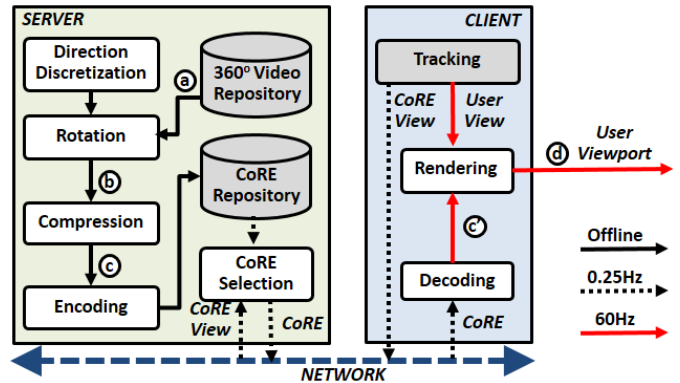 SERVER
Direction
Discretization
a
360° Video
Repository
Rotation
b
CoRE
Repository
Compression
c
CoRE
Selection
Encoding
CoRE
View
CoRE
CLIENT
Tracking
CoRE
View
User
View
Rendering
d
User
Viewport
c'
Decoding
CoRE
Offline
0.25Hz
60Hz
NETWORK